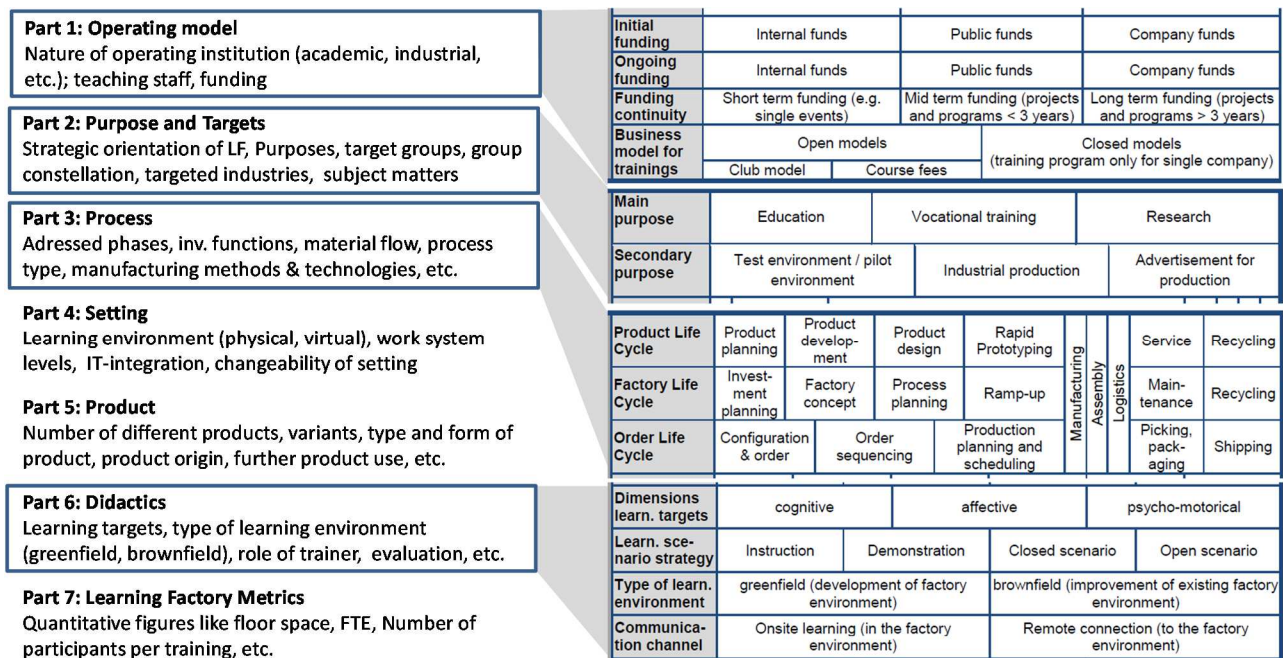 Part 1: Operating model
Nature of operating institution (academic, industrial,
etc.); teaching staff, funding
Part 2: Purpose and Targets
Strategic orientation of LF, Purposes, target groups, group
constellation, targeted industries, subject matters
Part 3: Process
Adressed phases, inv. functions, material flow, process
type, manufacturing methods & technologies, etc.
Part 4: Setting
Learning environment (physical, virtual), work system
levels, IT-integration, changeability of setting
Part 5: Product
Number of different products, variants, type and form of
product, product origin, further product use, etc.
Part 6: Didactics
Learning targets, type of learning environment
(greenfield, brownfield), role of trainer, evaluation, etc.
Part 7: Learning Factory Metrics
Quantitative figures like floor space, FTE, Number of
participants per training, etc.
Initial
funding
Internal funds
Public funds
Company funds
Ongoing
funding
Internal funds
Public funds
Company funds
Funding
continuity
Short term funding (e.g.
single events)
Mid term funding (projects
and programs < 3 years)
Long term funding (projects
and programs > 3 years)
Business
model for
trainings
Open models
Club model
Course fees
Closed models
(training program only for single company)
Main
purpose
Education
Vocational training
Research
Secondary
purpose
Test environment / pilot
environment
Industrial production
Advertisement for
production
Product Life
Cycle
Product
planning
Product
develop-
ment
Product
design
Rapid
Prototyping
Manufacturing
Assembly
Logistics
Service
Recycling
Factory Life
Cycle
Invest-
ment
planning
Factory
concept
Process
planning
Ramp-up
Main-
tenance
Recycling
Order Life
Cycle
Configuration
& order
Order
sequencing
Production
planning and
scheduling
Picking,
pack-
aging
Shipping
Dimensions
learn. targets
cognitive
affective
psycho-motorical
Learn. sce-
nario strategy
Instruction
Demonstration
Closed scenario
Open scenario
Type of learn.
environment
greenfield (development of factory
environment)
brownfield (improvement of existing factory
environment)
Communica-
tion channel
Onsite learning (in the factory
environment)
Remote connection (to the factory
environment)